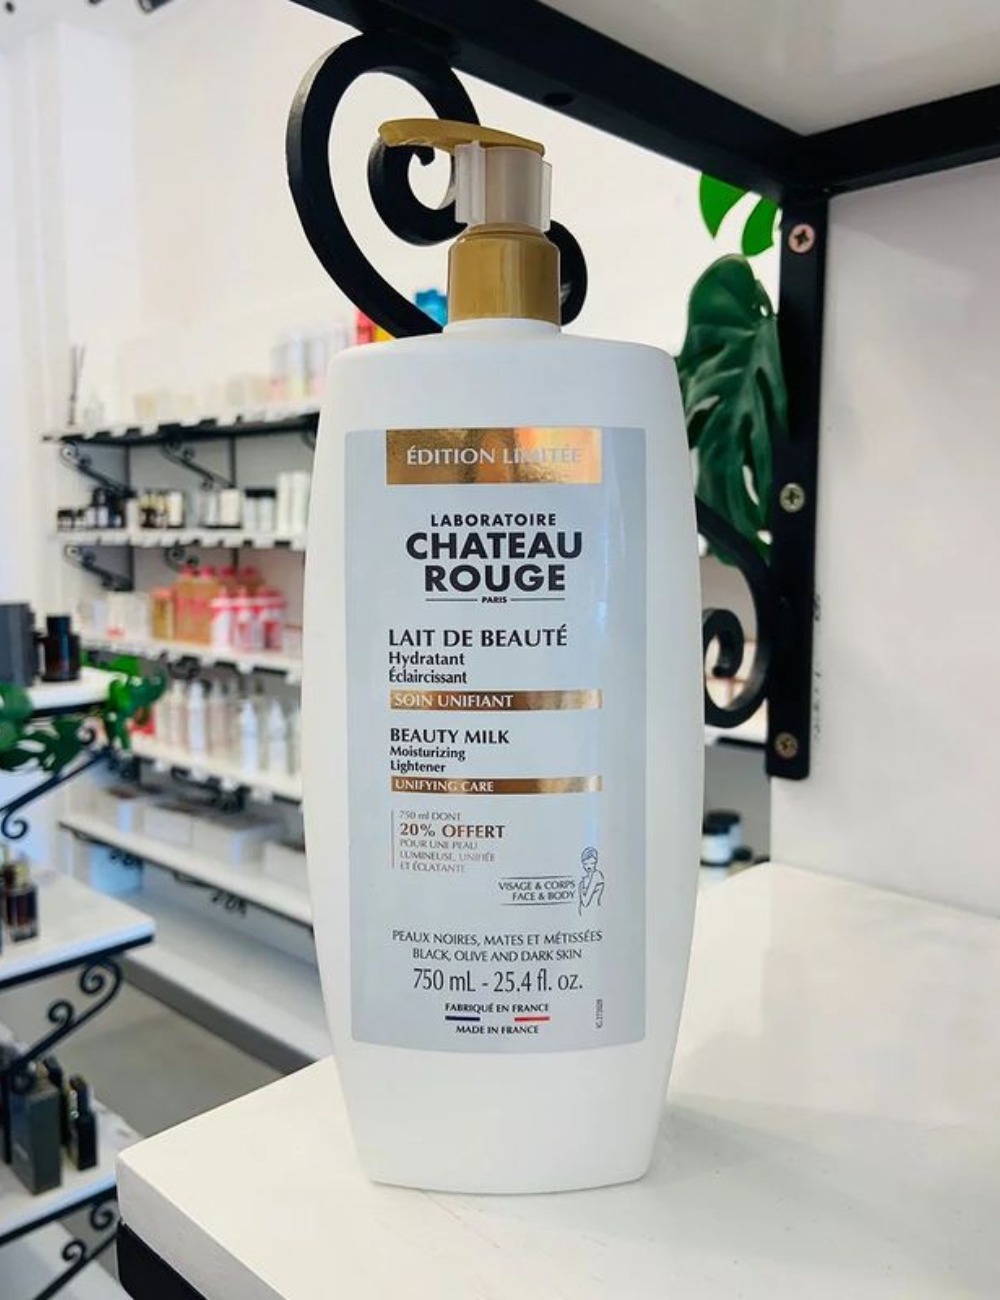 ÉDITION LIMITÉE
LABORATOIRE
CHATEAU
ROUGE
PARIS
LAIT DE BEAUTÉ
Hydratant
Éclaircissant
SOIN UNIFIANT
BEAUTY MILK
Moisturizing
Lightener
UNIFYING CARE
750 ml DONT
20% OFFERT
POUR UNE PEAU
LUMINEUSE, UNIFIÉE
ET ÉCLATANTE
VISAGE & CORPS
FACE & BODY
PEAUX NOIRES, MATES ET MÉTISSÉES
BLACK, OLIVE AND DARK SKIN
750 mL - 25.4 fl. oz.
FABRIQUÉ EN FRANCE
MADE IN FRANCE